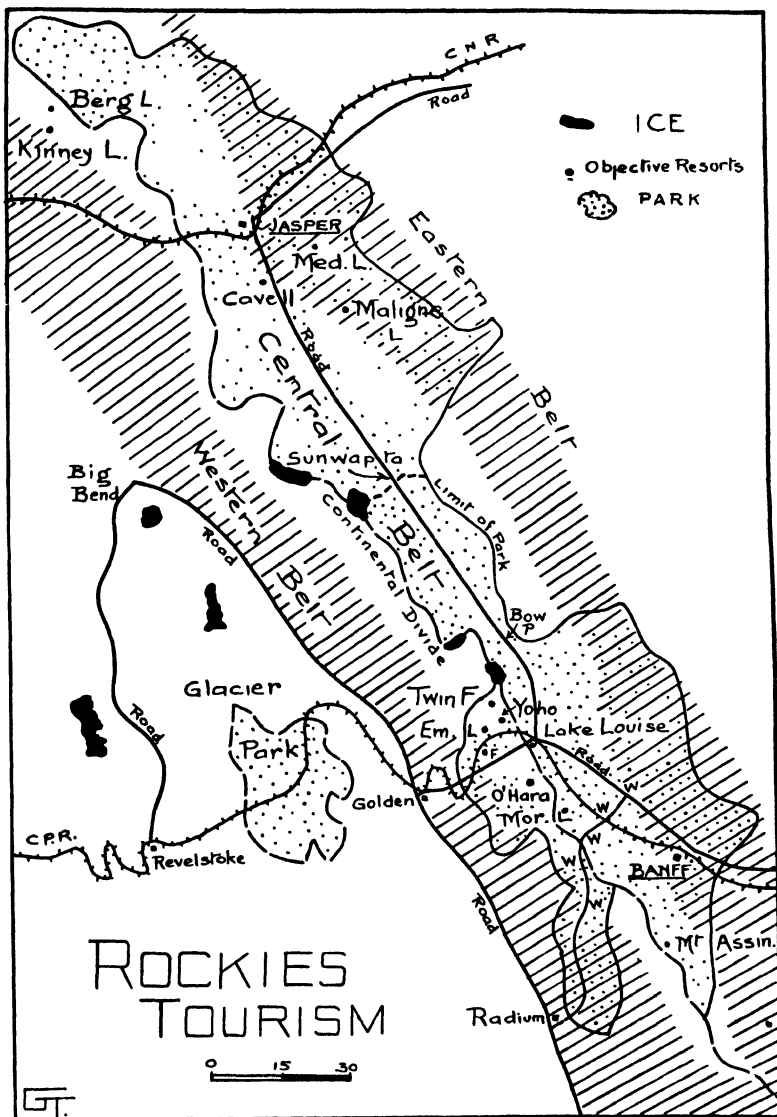 C N R
Road
Berg L.
Kinney L.
ICE
Objective Resorts
PARK
JASPER
Med. L.
Cavell
Maligne
L
Eastern
Belt
Road
Central
Belt
Sunwapta
Limit of Park
Western
Belt
Continental Divide
Big
Bend
Road
Road
Bow
P
Glacier
Park
Twin F
Yoho
Em. L
F
Lake Louise
Road
Golden
O'Hara
Mor. L
W
W
W
W
W
C.P.R.
Revelstoke
BANFF
Mt Assin.
Road
Radium
ROCKIES
TOURISM
0 15 30
GT.